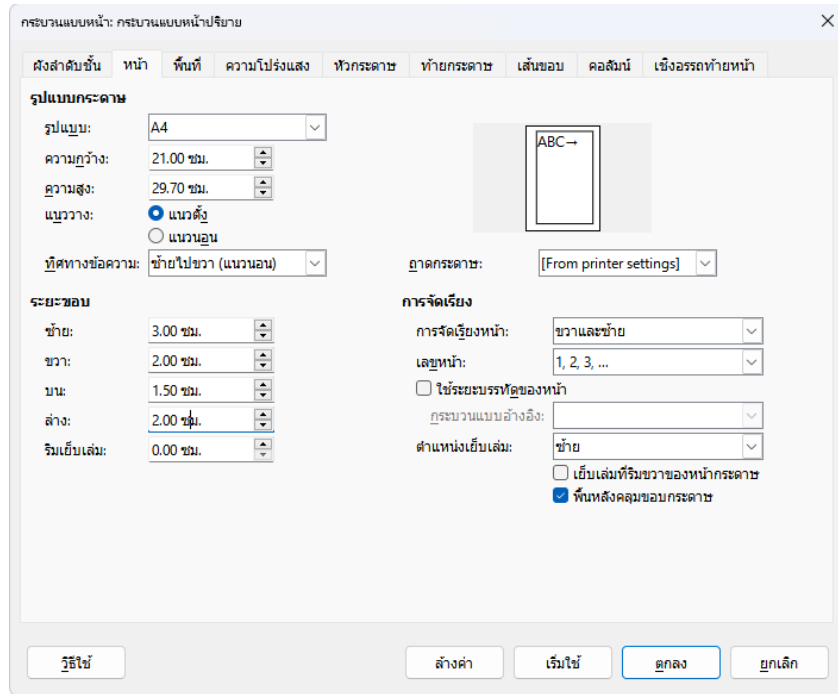 กระบวนแบบหน้า: กระบวนแบบหน้าปริยาย
ผังลำดับชั้น หน้า พื้นที่ ความโปร่งแสง หัวกระดาษ ท้ายกระดาษ เส้นขอบ คอลัมน์ เชิงอรรถท้ายหน้า
รูปแบบกระดาษ
รูปแบบ: A4
ABC→
ความกว้าง: 21.00 ซม.
ความสูง: 29.70 ซม.
แนววาง: แนวตั้ง
แนวนอน
ทิศทางข้อความ: ซ้ายไปขวา (แนวนอน) ถาดกระดาษ: [From printer settings]
ระยะขอบ การจัดเรียง
ซ้าย: 3.00 ซม. การจัดเรียงหน้า: ขวาและซ้าย
ขวา: 2.00 ซม. เลขหน้า: 1, 2, 3, ...
บน: 1.50 ซม. ใช้ระยะบรรทัดของหน้า
ล่าง: 2.00 ซม. กระบวนแบบอ้างอิง:
ริมเย็บเล่ม: 0.00 ซม. ตำแหน่งเย็บเล่ม: ซ้าย
เย็บเล่มที่ริมขวาของหน้ากระดาษ
พื้นหลังคลุมขอบกระดาษ
วิธีใช้ ล้างค่า เริ่มใช้ ตกลง ยกเลิก